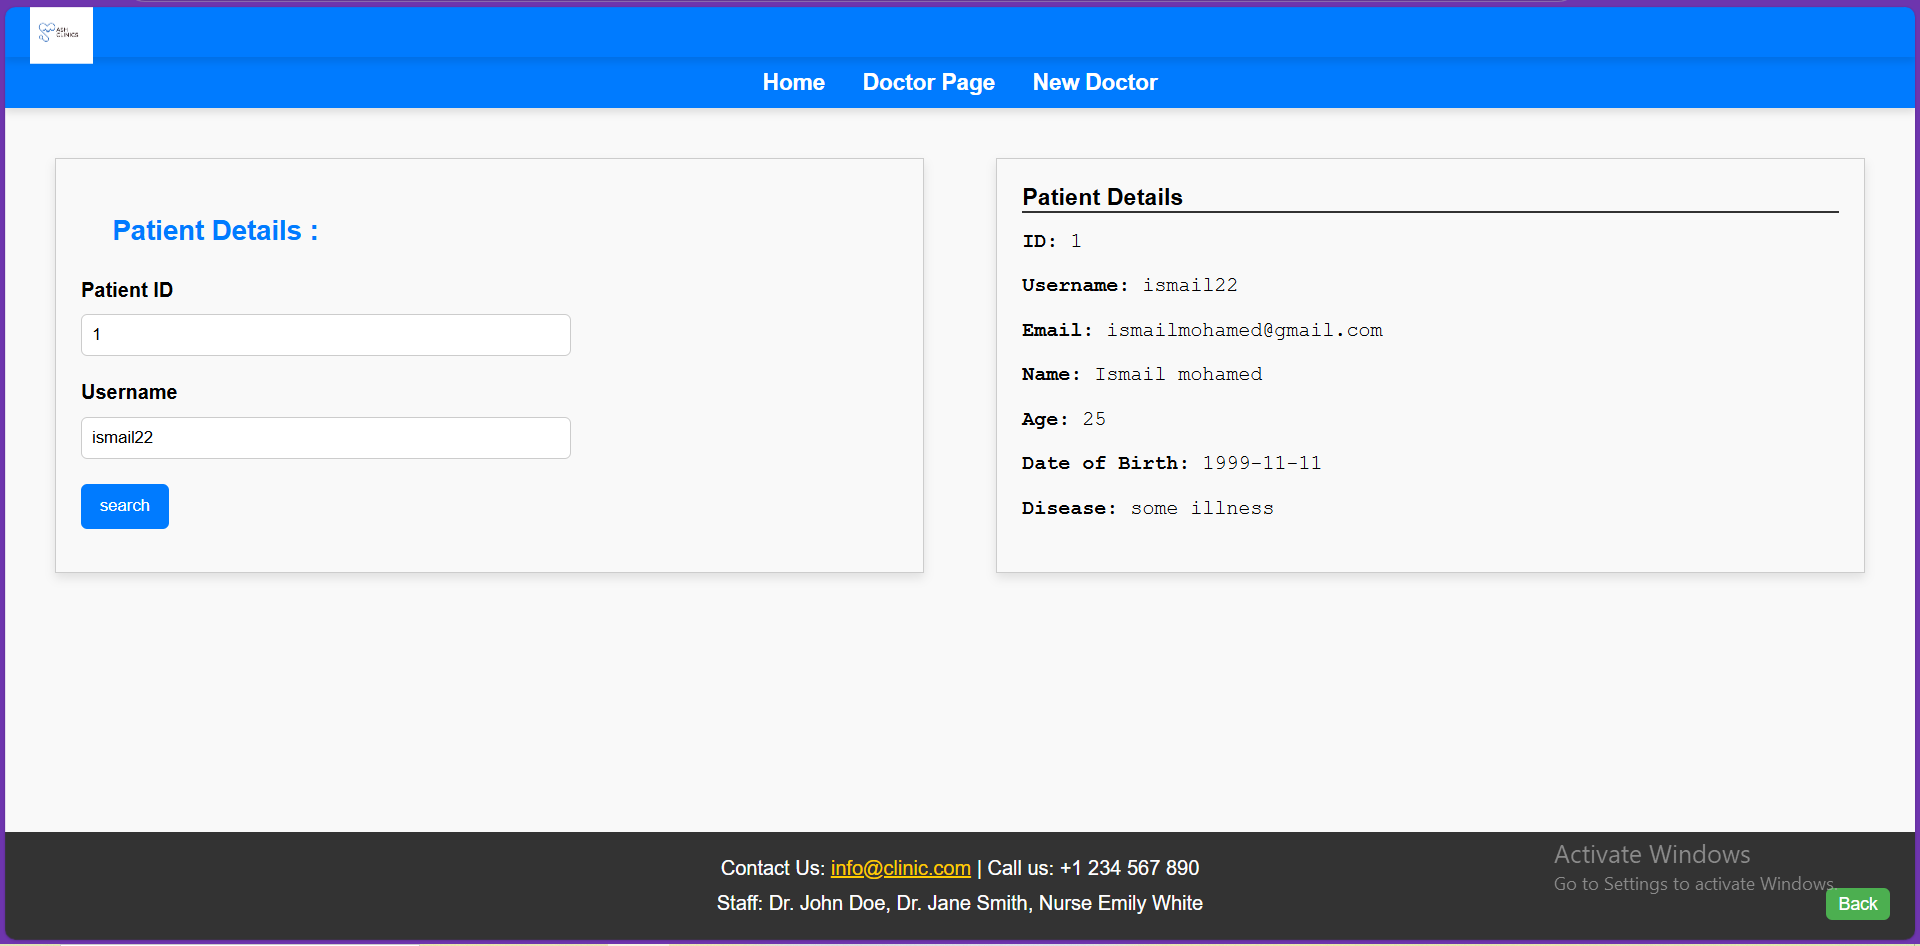 ASH
CLINICS
Home Doctor Page New Doctor
Patient Details :
Patient ID
1
Username
ismail22
search
Patient Details
ID: 1
Username: ismail22
Email: ismailmohamed@gmail.com
Name: Ismail mohamed
Age: 25
Date of Birth: 1999-11-11
Disease: some illness
Contact Us: info@clinic.com | Call us: +1 234 567 890
Staff: Dr. John Doe, Dr. Jane Smith, Nurse Emily White
Activate Windows
Go to Settings to activate Windows.
Back